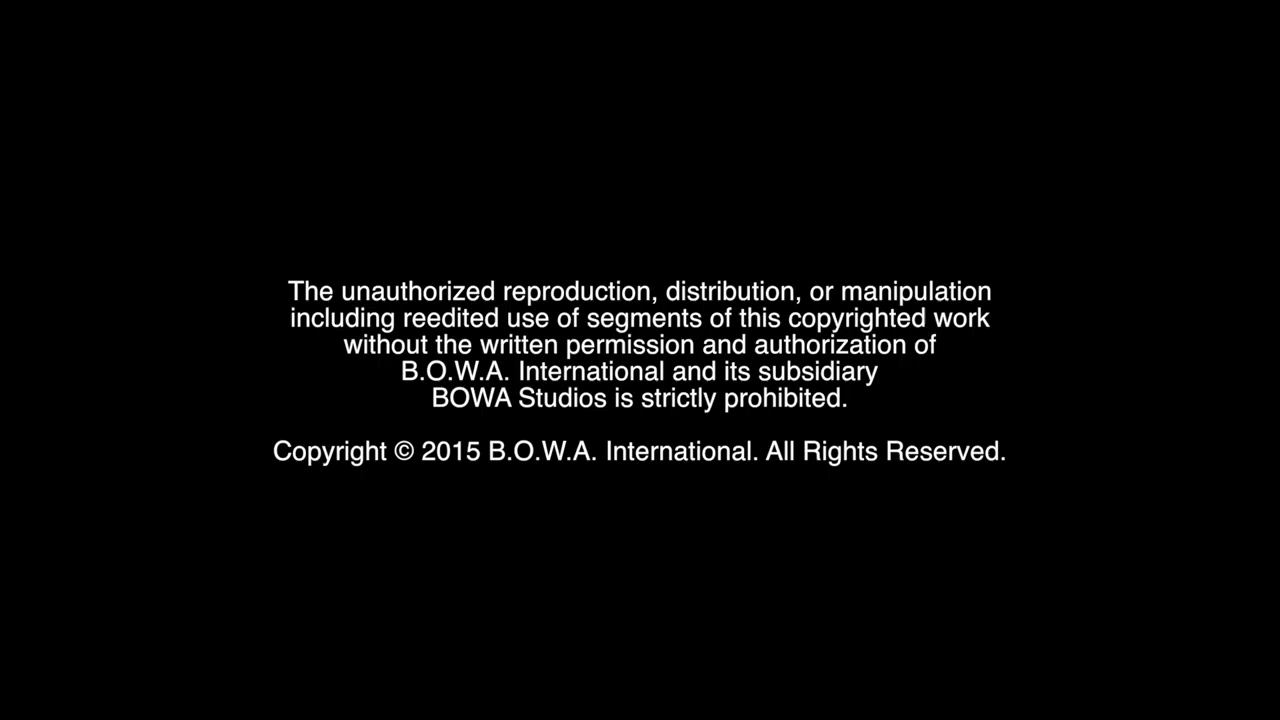 The unauthorized reproduction, distribution, or manipulation
including reedited use of segments of this copyrighted work
without the written permission and authorization of
B.O.W.A. International and its subsidiary
BOWA Studios is strictly prohibited.
Copyright © 2015 B.O.W.A. International. All Rights Reserved.